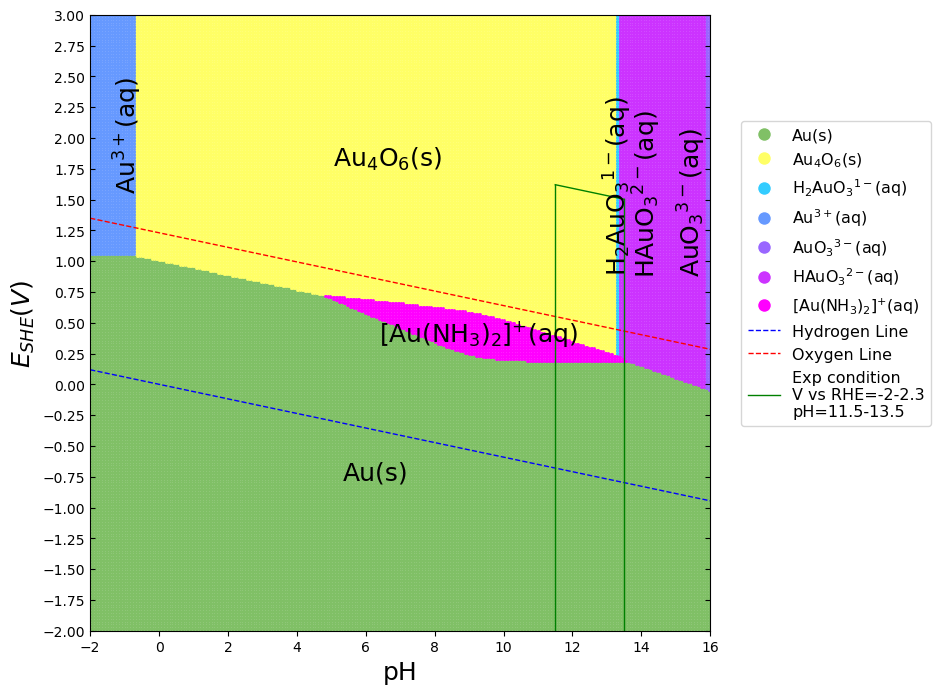 3.00
2.75
2.50
2.25
2.00
1.75
1.50
1.25
1.00
0.75
0.50
0.25
0.00
−0.25
−0.50
−0.75
−1.00
−1.25
−1.50
−1.75
−2.00
E_SHE(V)
−2 0 2 4 6 8 10 12 14 16
pH
Au³⁺(aq)
Au₄O₆(s)
H₂AuO₃¹⁻(aq)
HAuO₃²⁻(aq)
AuO₃³⁻(aq)
[Au(NH₃)₂]⁺(aq)
Au(s)
Au(s)
Au₄O₆(s)
H₂AuO₃¹⁻(aq)
Au³⁺(aq)
AuO₃³⁻(aq)
HAuO₃²⁻(aq)
[Au(NH₃)₂]⁺(aq)
Hydrogen Line
Oxygen Line
Exp condition
V vs RHE=-2-2.3
pH=11.5-13.5